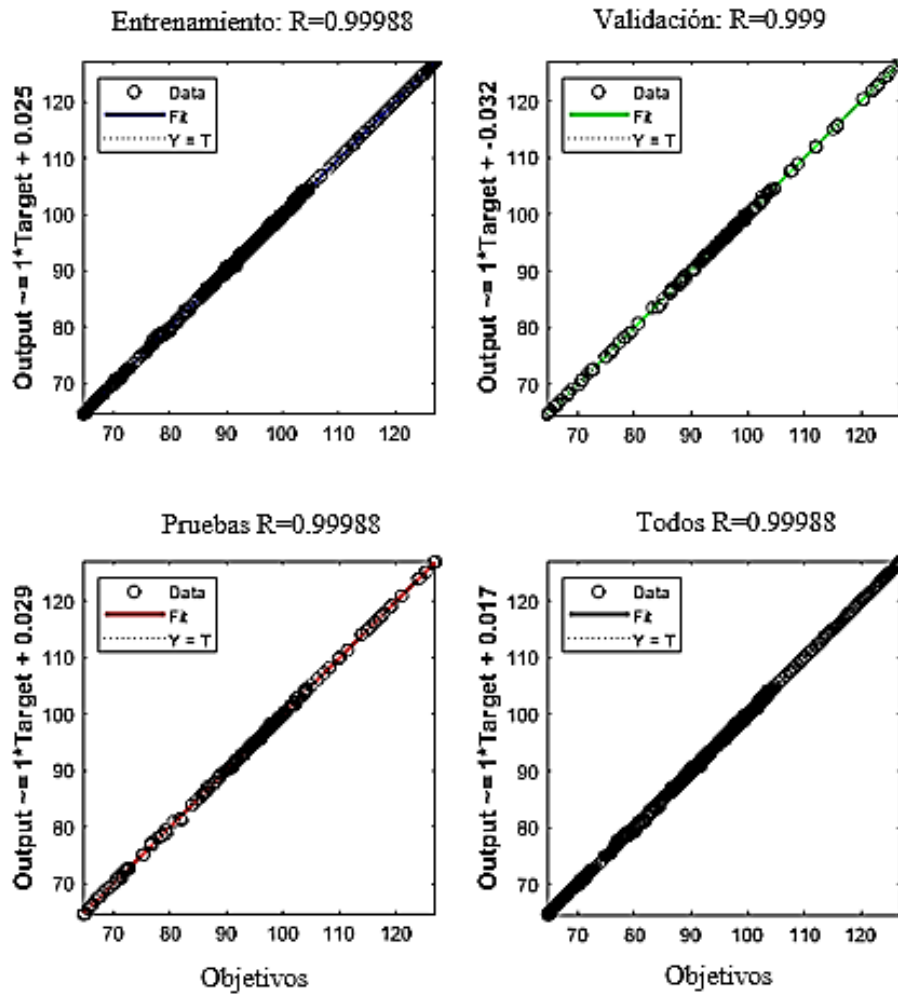 Entrenamiento: R=0.99988
Output ~= 1*Target + 0.025
Data
Fit
Y = T
120
110
100
90
80
70
70 80 90 100 110 120
Validación: R=0.999
Output ~= 1*Target + -0.032
Data
Fit
Y = T
120
110
100
90
80
70
70 80 90 100 110 120
Pruebas R=0.99988
Output ~= 1*Target + 0.029
Data
Fit
Y = T
120
110
100
90
80
70
70 80 90 100 110 120
Objetivos
Todos R=0.99988
Output ~= 1*Target + 0.017
Data
Fit
Y = T
120
110
100
90
80
70
70 80 90 100 110 120
Objetivos